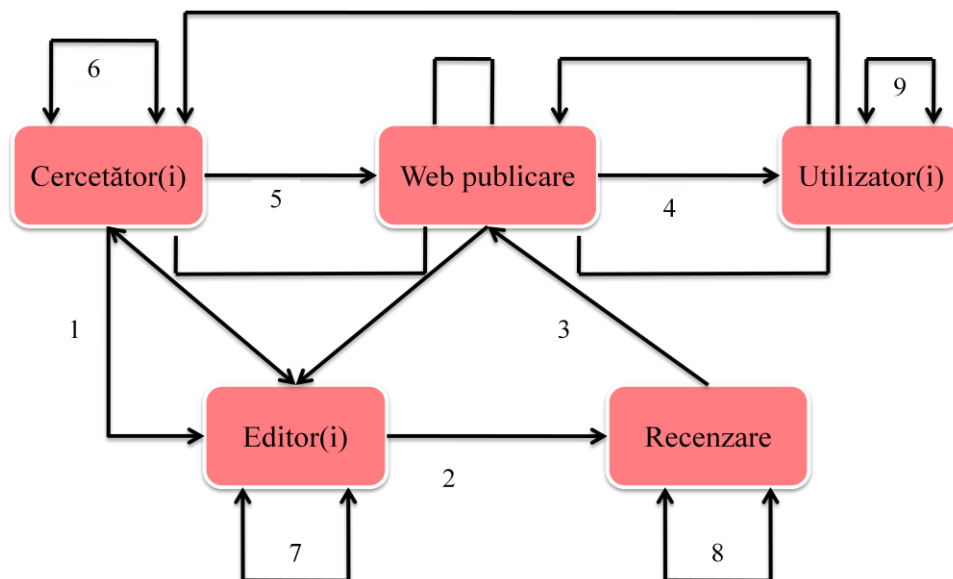 6
9
Cercetător(i)
Web publicare
Utilizator(i)
5
4
1
3
Editor(i)
Recenzare
2
7
8